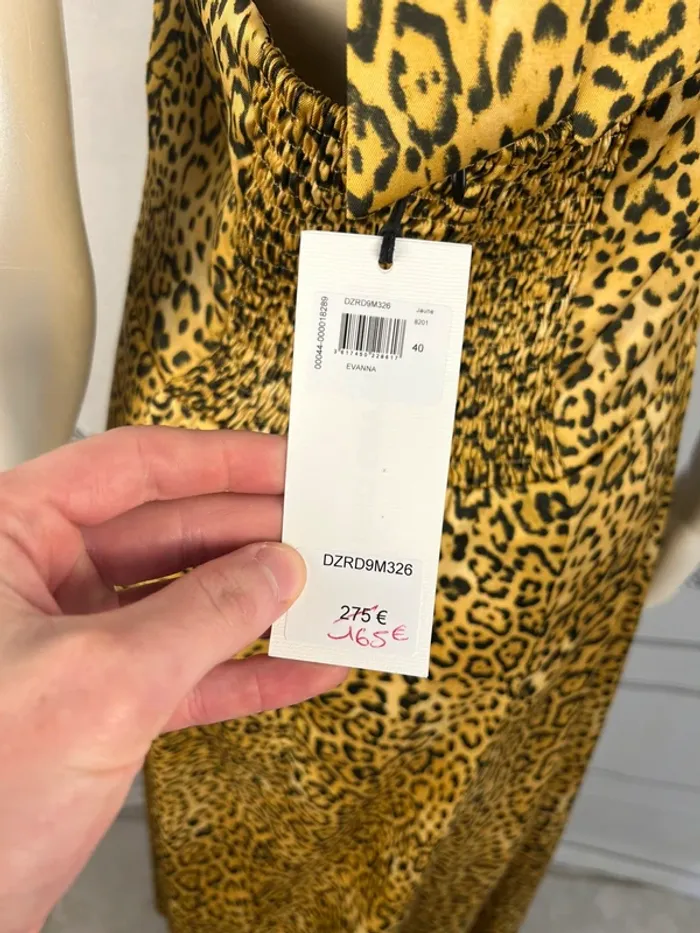 00044-000018289
DZRD9M326
Jaune
8201
40
EVANNA
DZRD9M326
275 €
165 €